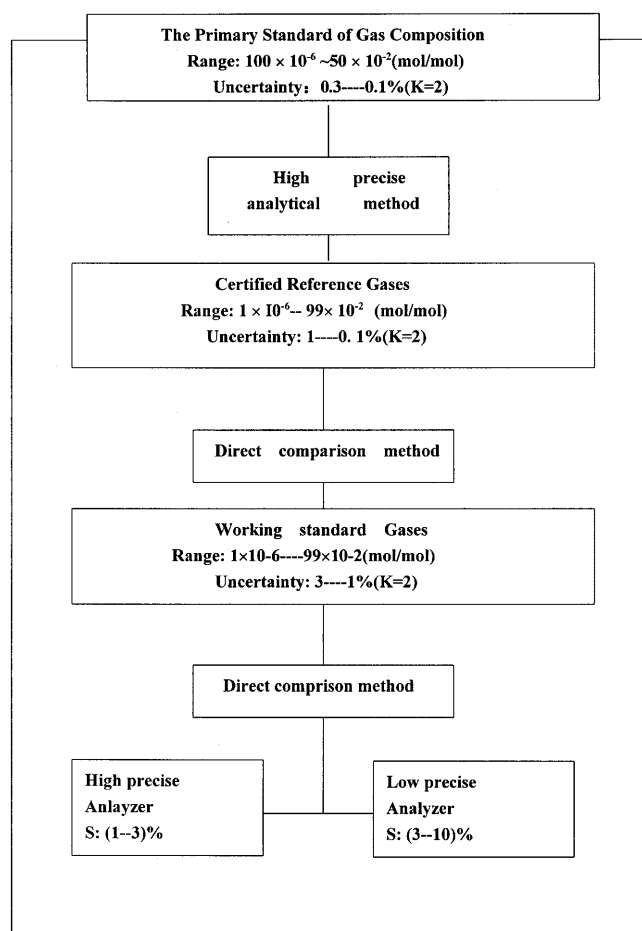 The Primary Standard of Gas Composition
Range: 100 × 10⁻⁶ ~50 × 10⁻²(mol/mol)
Uncertainty： 0.3----0.1%(K=2)
High precise
analytical method
Certified Reference Gases
Range: 1 × I0⁻⁶-- 99× 10⁻² (mol/mol)
Uncertainty: 1----0. 1%(K=2)
Direct comparison method
Working standard Gases
Range: 1×10-6----99×10-2(mol/mol)
Uncertainty: 3----1%(K=2)
Direct comprison method
High precise
Anlayzer
S: (1--3)%
Low precise
Analyzer
S: (3--10)%